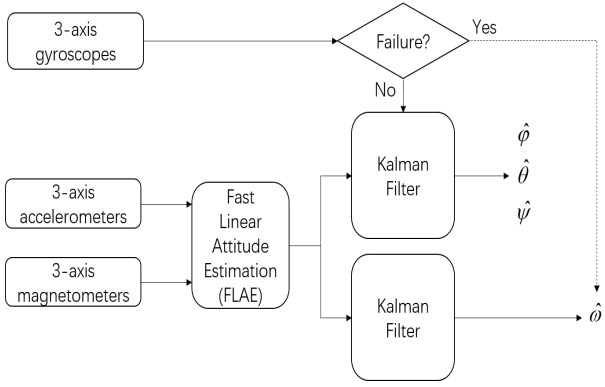 3-axis
gyroscopes
Failure?
Yes
No
Kalman
Filter
φ̂
θ̂
ψ̂
3-axis
accelerometers
Fast
Linear
Attitude
Estimation
(FLAE)
3-axis
magnetometers
Kalman
Filter
ω̂